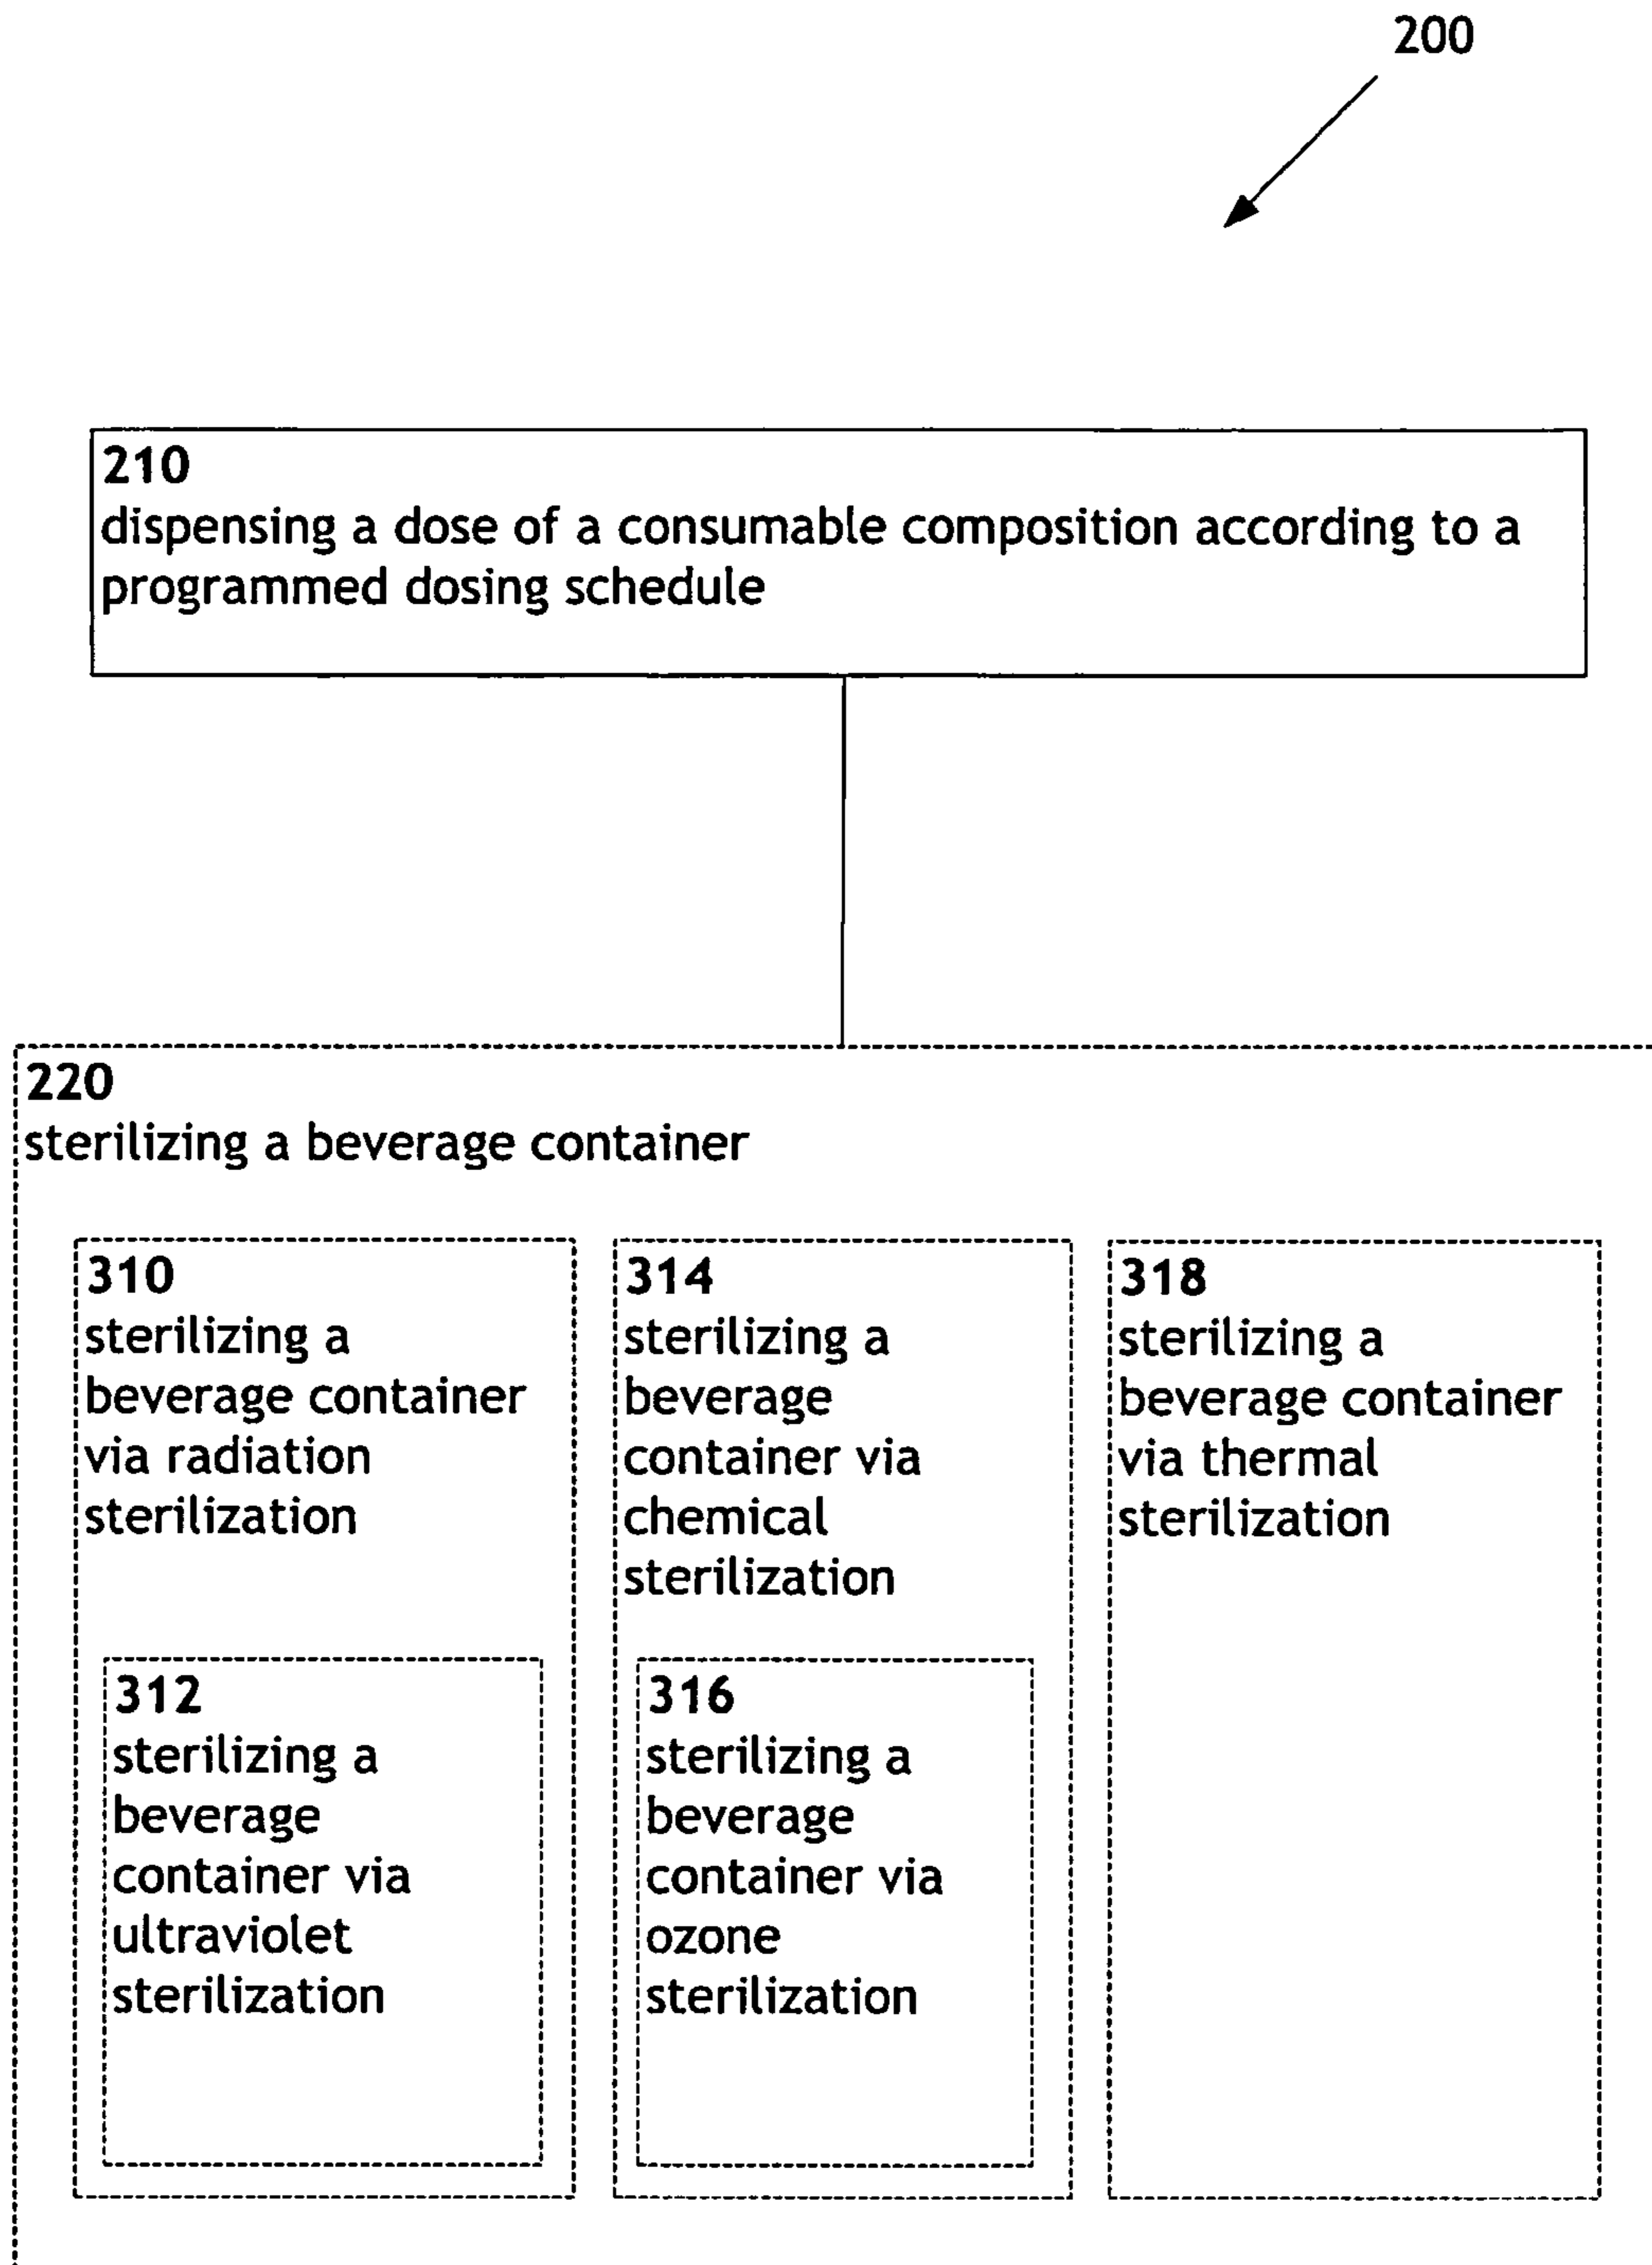 200
210
dispensing a dose of a consumable composition according to a
programmed dosing schedule
220
sterilizing a beverage container
310
sterilizing a
beverage container
via radiation
sterilization
312
sterilizing a
beverage
container via
ultraviolet
sterilization
314
sterilizing a
beverage
container via
chemical
sterilization
316
sterilizing a
beverage
container via
ozone
sterilization
318
sterilizing a
beverage container
via thermal
sterilization